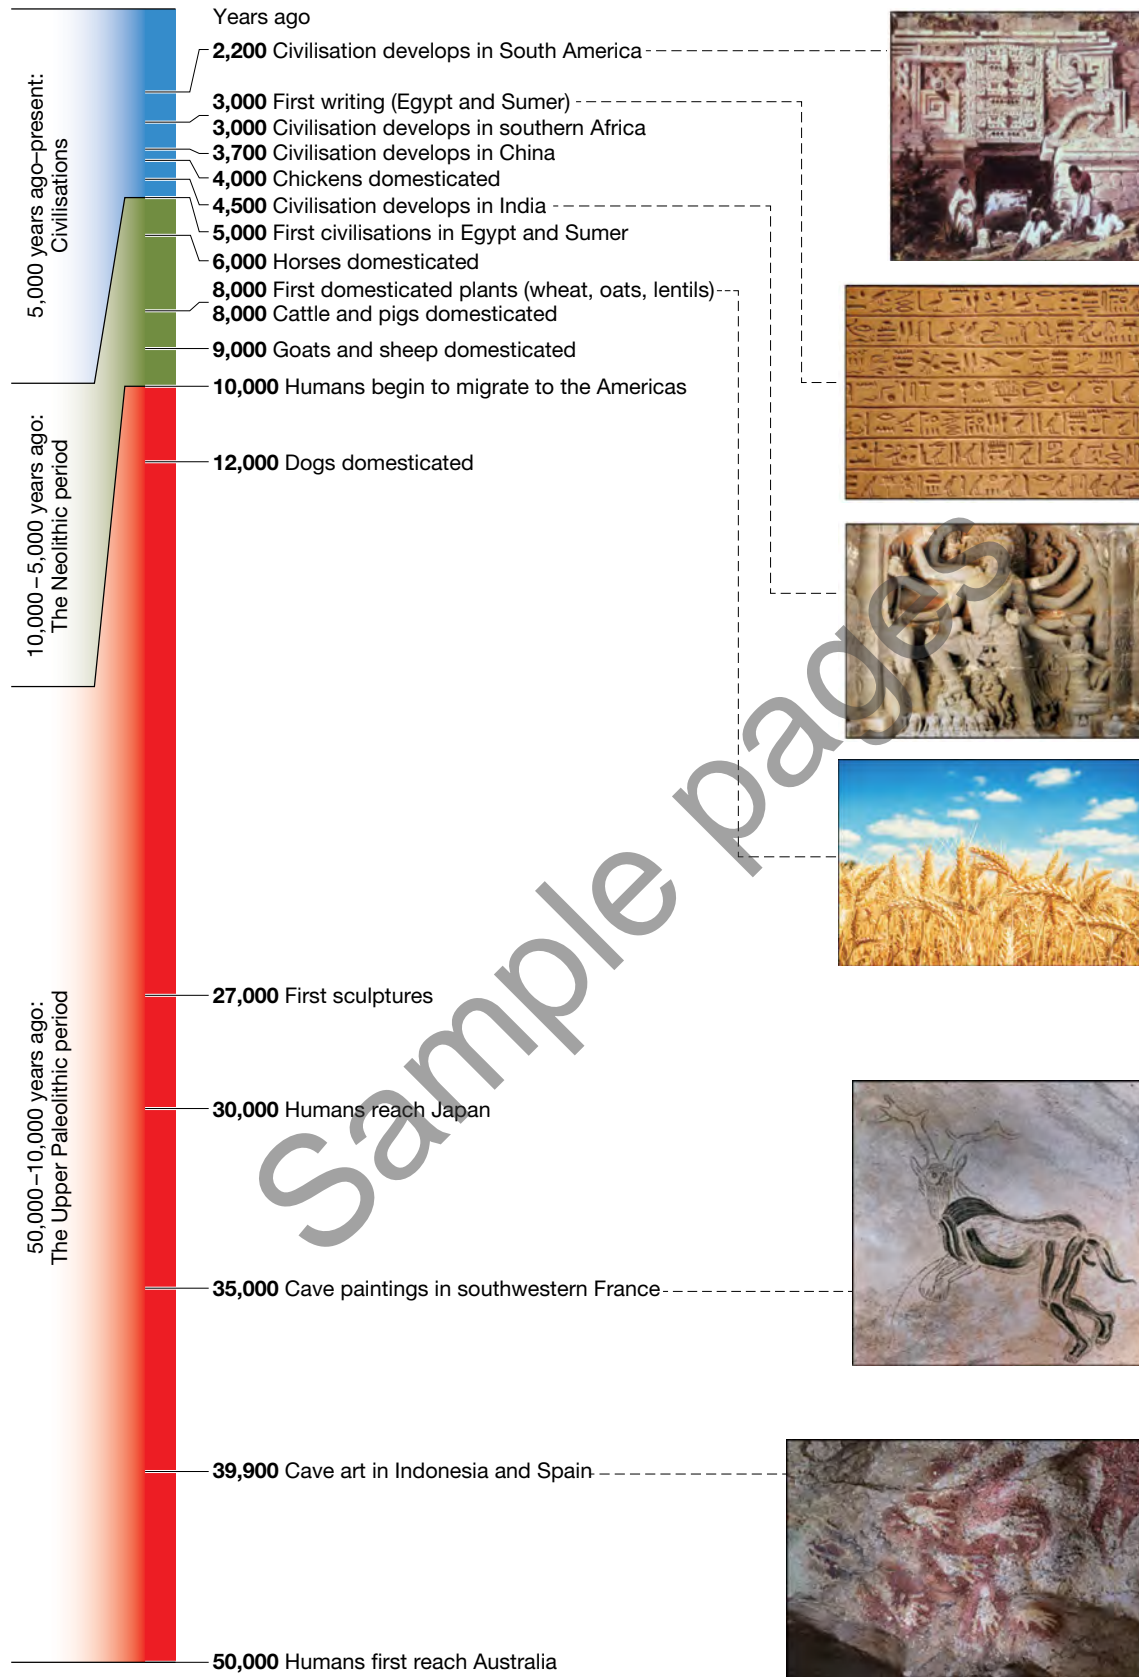 Years ago
2,200 Civilisation develops in South America
3,000 First writing (Egypt and Sumer)
3,000 Civilisation develops in southern Africa
3,700 Civilisation develops in China
4,000 Chickens domesticated
4,500 Civilisation develops in India
5,000 First civilisations in Egypt and Sumer
6,000 Horses domesticated
8,000 First domesticated plants (wheat, oats, lentils)
8,000 Cattle and pigs domesticated
9,000 Goats and sheep domesticated
10,000 Humans begin to migrate to the Americas
12,000 Dogs domesticated
27,000 First sculptures
30,000 Humans reach Japan
35,000 Cave paintings in southwestern France
39,900 Cave art in Indonesia and Spain
50,000 Humans first reach Australia
5,000 years ago–present:
Civilisations
10,000–5,000 years ago:
The Neolithic period
50,000–10,000 years ago:
The Upper Paleolithic period
Sample pages